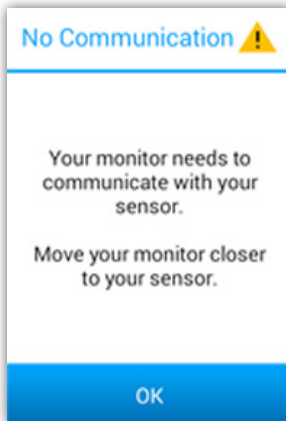 No Communication
Your monitor needs to
communicate with your
sensor.
Move your monitor closer
to your sensor.
OK